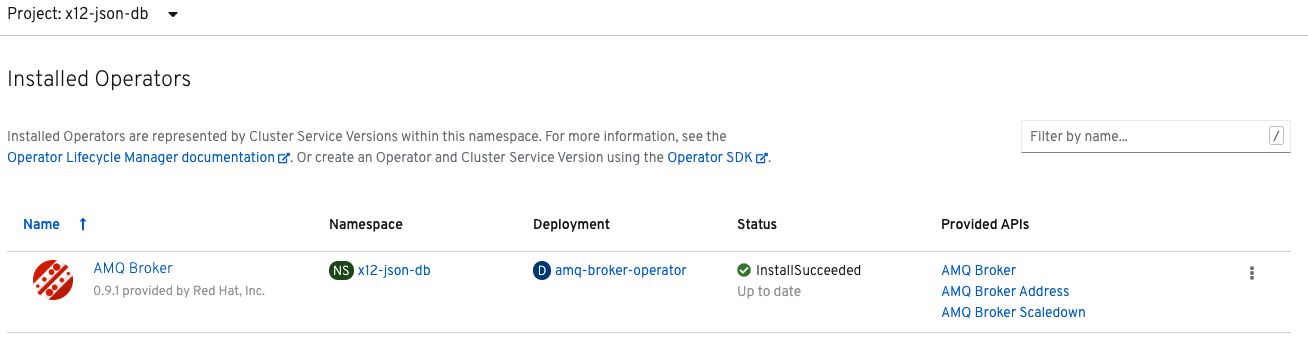 Project: x12-json-db
Installed Operators
Installed Operators are represented by Cluster Service Versions within this namespace. For more information, see the
Operator Lifecycle Manager documentation. Or create an Operator and Cluster Service Version using the Operator SDK.
Filter by name...
/
Name Namespace Deployment Status Provided APIs
AMQ Broker NS x12-json-db D amq-broker-operator InstallSucceeded AMQ Broker
0.9.1 provided by Red Hat, Inc. Up to date AMQ Broker Address
AMQ Broker Scaledown